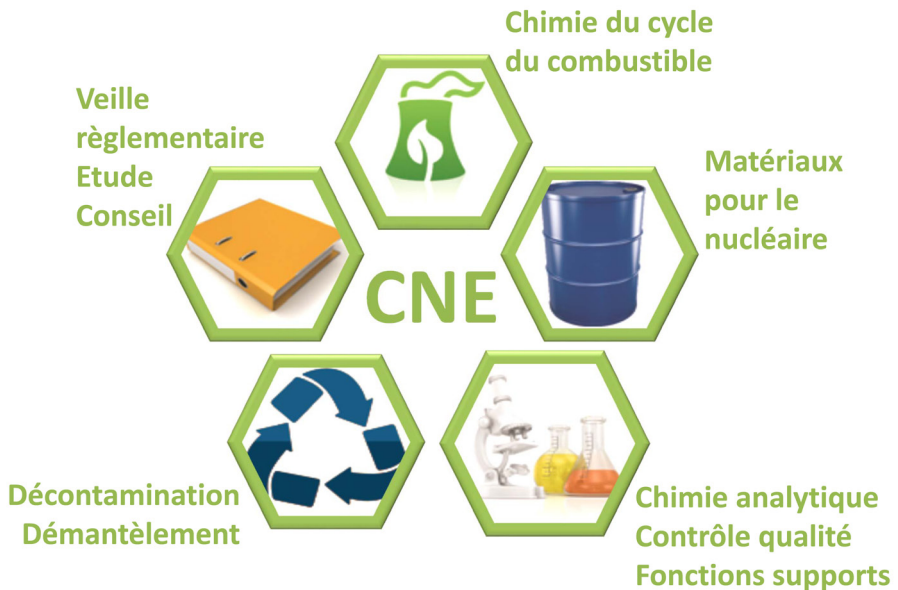 Chimie du cycle
du combustible
Veille
règlementaire
Etude
Conseil
Matériaux
pour le
nucléaire
CNE
Décontamination
Démantèlement
Chimie analytique
Contrôle qualité
Fonctions supports